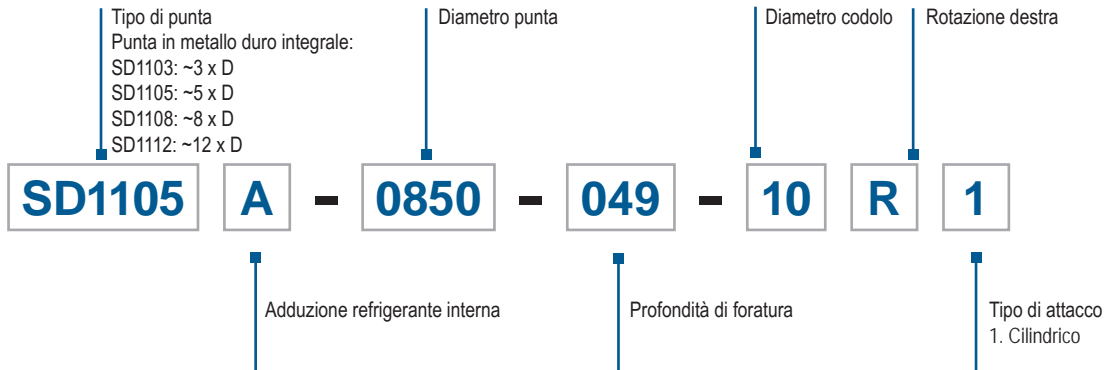 Tipo di punta
Punta in metallo duro integrale:
SD1103: ~3 x D
SD1105: ~5 x D
SD1108: ~8 x D
SD1112: ~12 x D
Diametro punta
Diametro codolo
Rotazione destra
SD1105 A - 0850 - 049 - 10 R 1
Adduzione refrigerante interna
Profondità di foratura
Tipo di attacco
1. Cilindrico